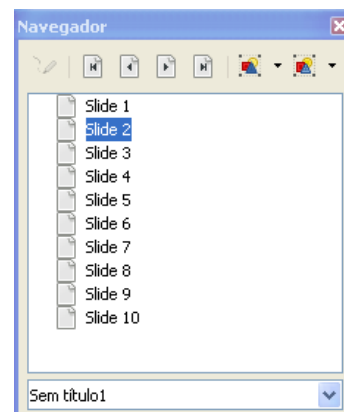 Navegador
Slide 1
Slide 2
Slide 3
Slide 4
Slide 5
Slide 6
Slide 7
Slide 8
Slide 9
Slide 10
Sem título1